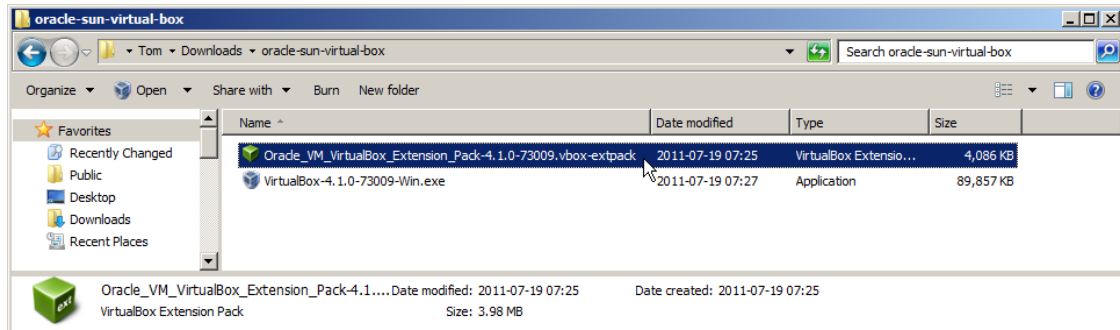 oracle-sun-virtual-box
Tom Downloads oracle-sun-virtual-box Search oracle-sun-virtual-box
Organize Open Share with Burn New folder
Favorites
Recently Changed
Public
Desktop
Downloads
Recent Places
Name Date modified Type Size
Oracle_VM_VirtualBox_Extension_Pack-4.1.0-73009.vbox-extpack 2011-07-19 07:25 VirtualBox Extensio... 4,086 KB
VirtualBox-4.1.0-73009-Win.exe 2011-07-19 07:27 Application 89,857 KB
ext
Oracle_VM_VirtualBox_Extension_Pack-4.1.... Date modified: 2011-07-19 07:25 Date created: 2011-07-19 07:25
VirtualBox Extension Pack Size: 3.98 MB